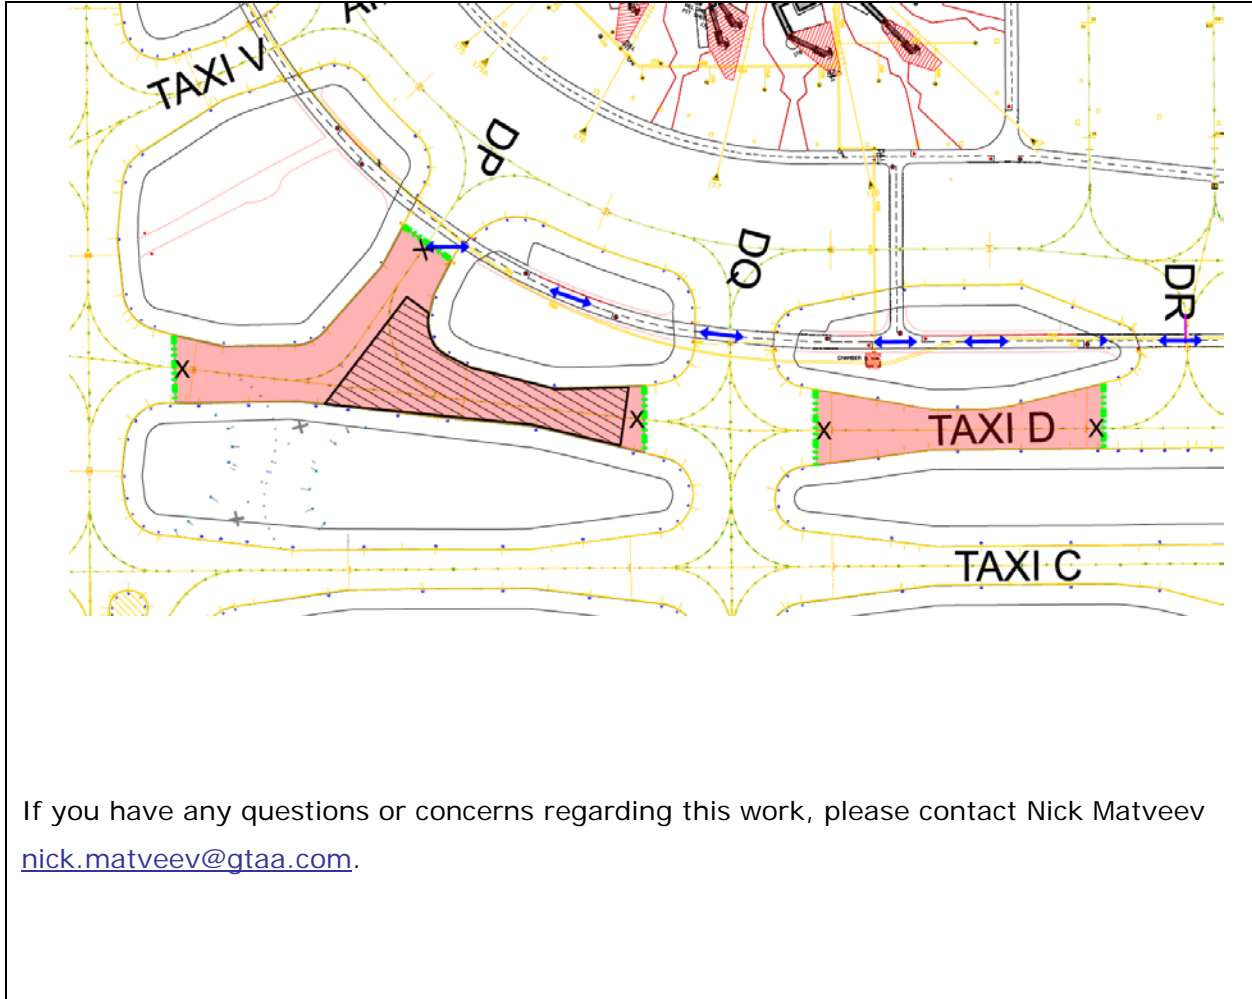 TAXI V
DP
DQ
DR
CHAMBER
X
X
X
X
X
TAXI D
TAXI C
If you have any questions or concerns regarding this work, please contact Nick Matveev
nick.matveev@gtaa.com.